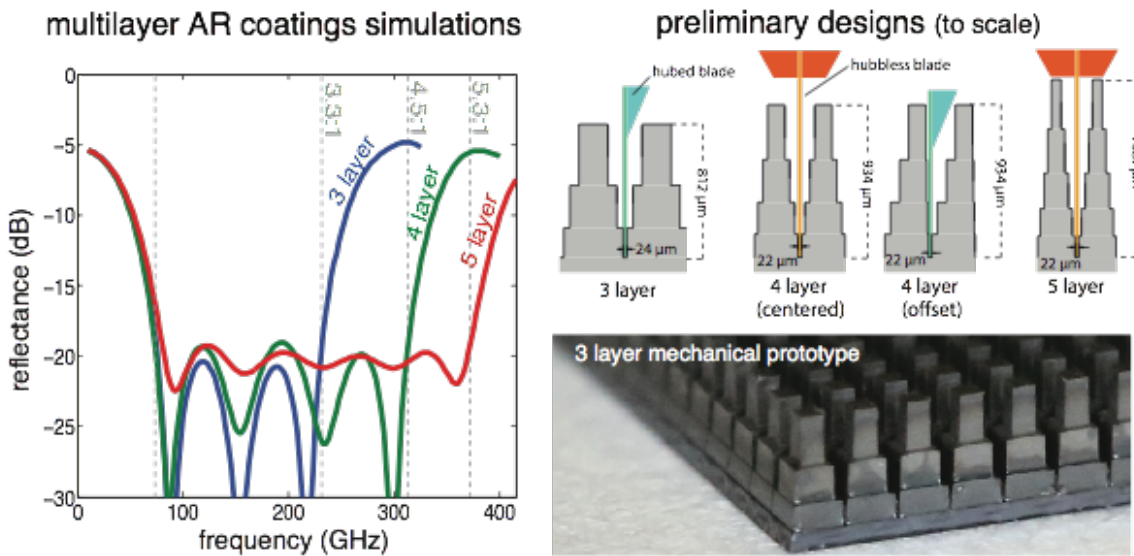 multilayer AR coatings simulations
0
−5
−10
−15
−20
−25
−30
reflectance (dB)
100
200
300
400
frequency (GHz)
3.3:1
4.5:1
5.3:1
3 layer
4 layer
5 layer
preliminary designs (to scale)
hubed blade
hubbless blade
812 µm
934 µm
934 µm
24 µm
22 µm
22 µm
22 µm
3 layer
4 layer
(centered)
4 layer
(offset)
5 layer
3 layer mechanical prototype